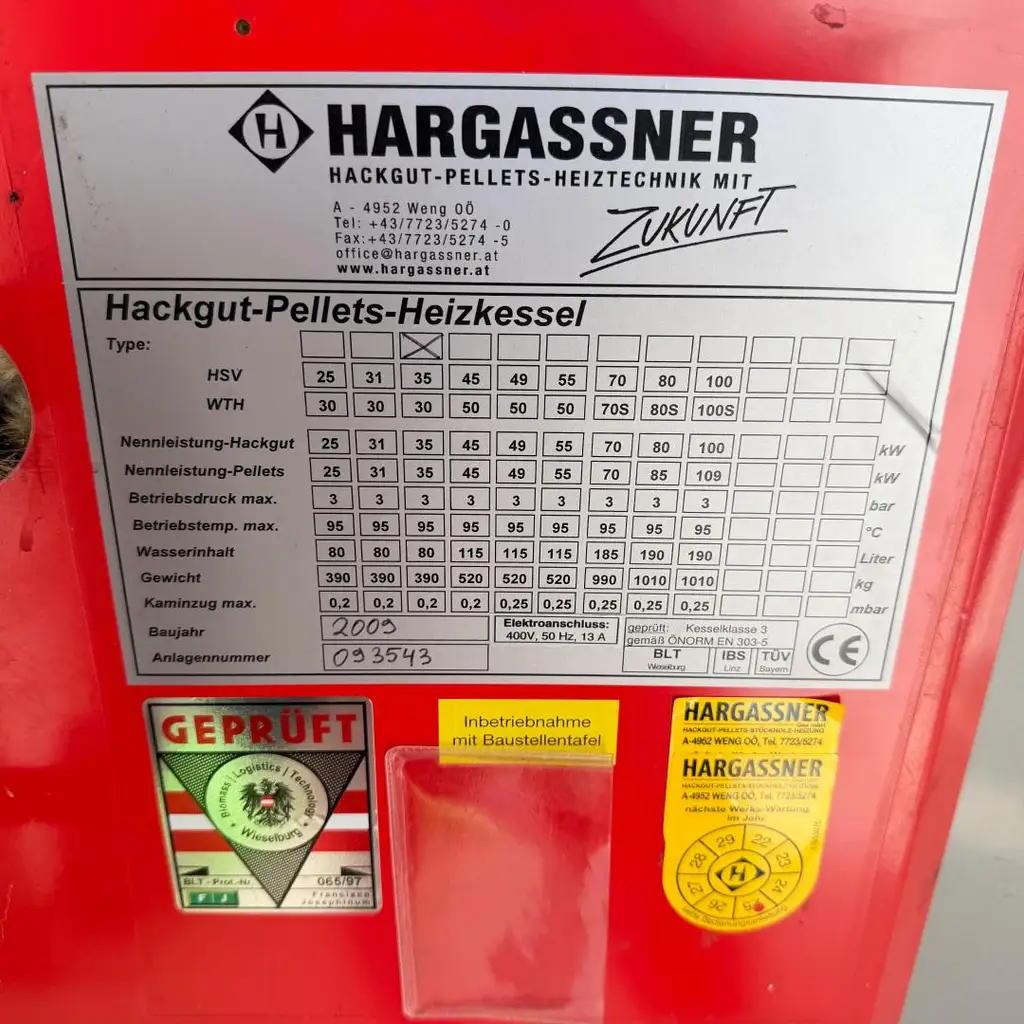 H HARGASSNER
HACKGUT-PELLETS-HEIZTECHNIK MIT
ZUKUNFT
A - 4952 Weng OÖ
Tel: +43/7723/5274 -0
Fax:+43/7723/5274 -5
office@hargassner.at
www.hargassner.at
Hackgut-Pellets-Heizkessel
Type: X
HSV 25 31 35 45 49 55 70 80 100
WTH 30 30 30 50 50 50 70S 80S 100S
Nennleistung-Hackgut 25 31 35 45 49 55 70 80 100 kW
Nennleistung-Pellets 25 31 35 45 49 55 70 85 109 kW
Betriebsdruck max. 3 3 3 3 3 3 3 3 3 bar
Betriebstemp. max. 95 95 95 95 95 95 95 95 95 °C
Wasserinhalt 80 80 80 115 115 115 185 190 190 Liter
Gewicht 390 390 390 520 520 520 990 1010 1010 kg
Kaminzug max. 0,2 0,2 0,2 0,2 0,25 0,25 0,25 0,25 0,25 mbar
Baujahr 2009
Anlagennummer 093543
Elektroanschluss:
400V, 50 Hz, 13 A
geprüft: Kesselklasse 3
gemäß ÖNORM EN 303-5
BLT IBS TÜV
Wieselburg Linz Bayern
CE
GEPRÜFT
Biomass | Logistics | Technology
Wieselburg
BLT - Prot.-Nr. 065/97
FJ Francisco
Josephinum
Inbetriebnahme
mit Baustellentafel
HARGASSNER
HACKGUT-PELLETS-STÜCKHOLZ-HEIZUNG
A-4952 WENG OÖ, Tel. 7723/5274
HARGASSNER
A-4952 WENG OÖ, Tel. 7723/5274
nächste Werks-Wartung
im Jahr
H
22 23 24 25 26 27 28 29